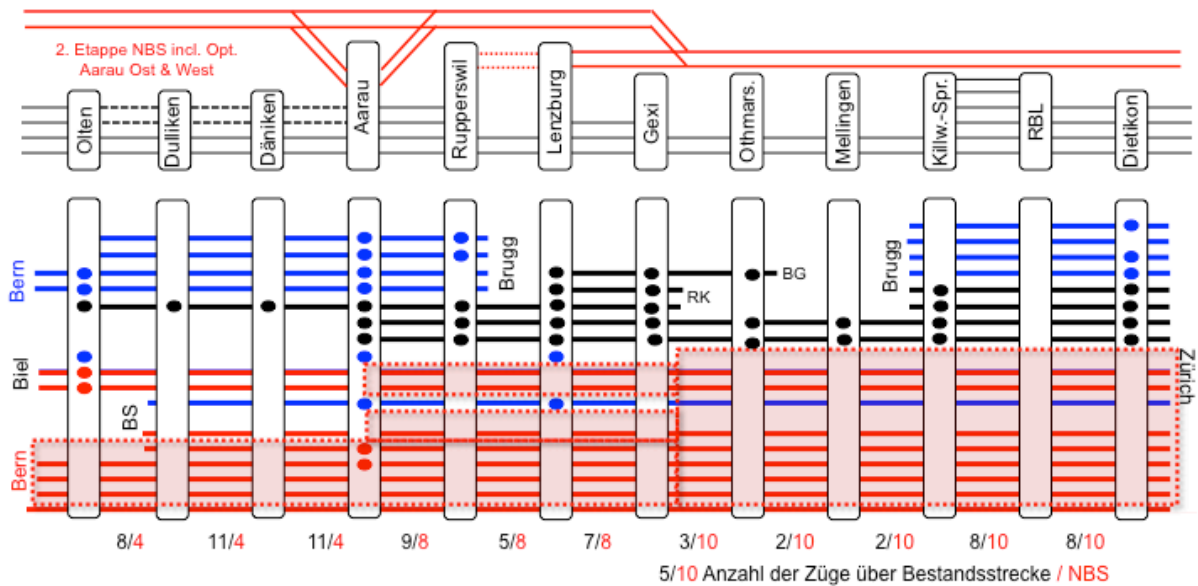 2. Etappe NBS incl. Opt.
Aarau Ost & West
Olten
Dulliken
Däniken
Aarau
Rupperswil
Lenzburg
Gexi
Othmars.
Mellingen
Killw.-Spr.
RBL
Dietikon
Bern
Brugg
BG
RK
Brugg
Biel
BS
Bern
Zürich
8/4 11/4 11/4 9/8 5/8 7/8 3/10 2/10 2/10 8/10 8/10
5/10 Anzahl der Züge über Bestandsstrecke / NBS